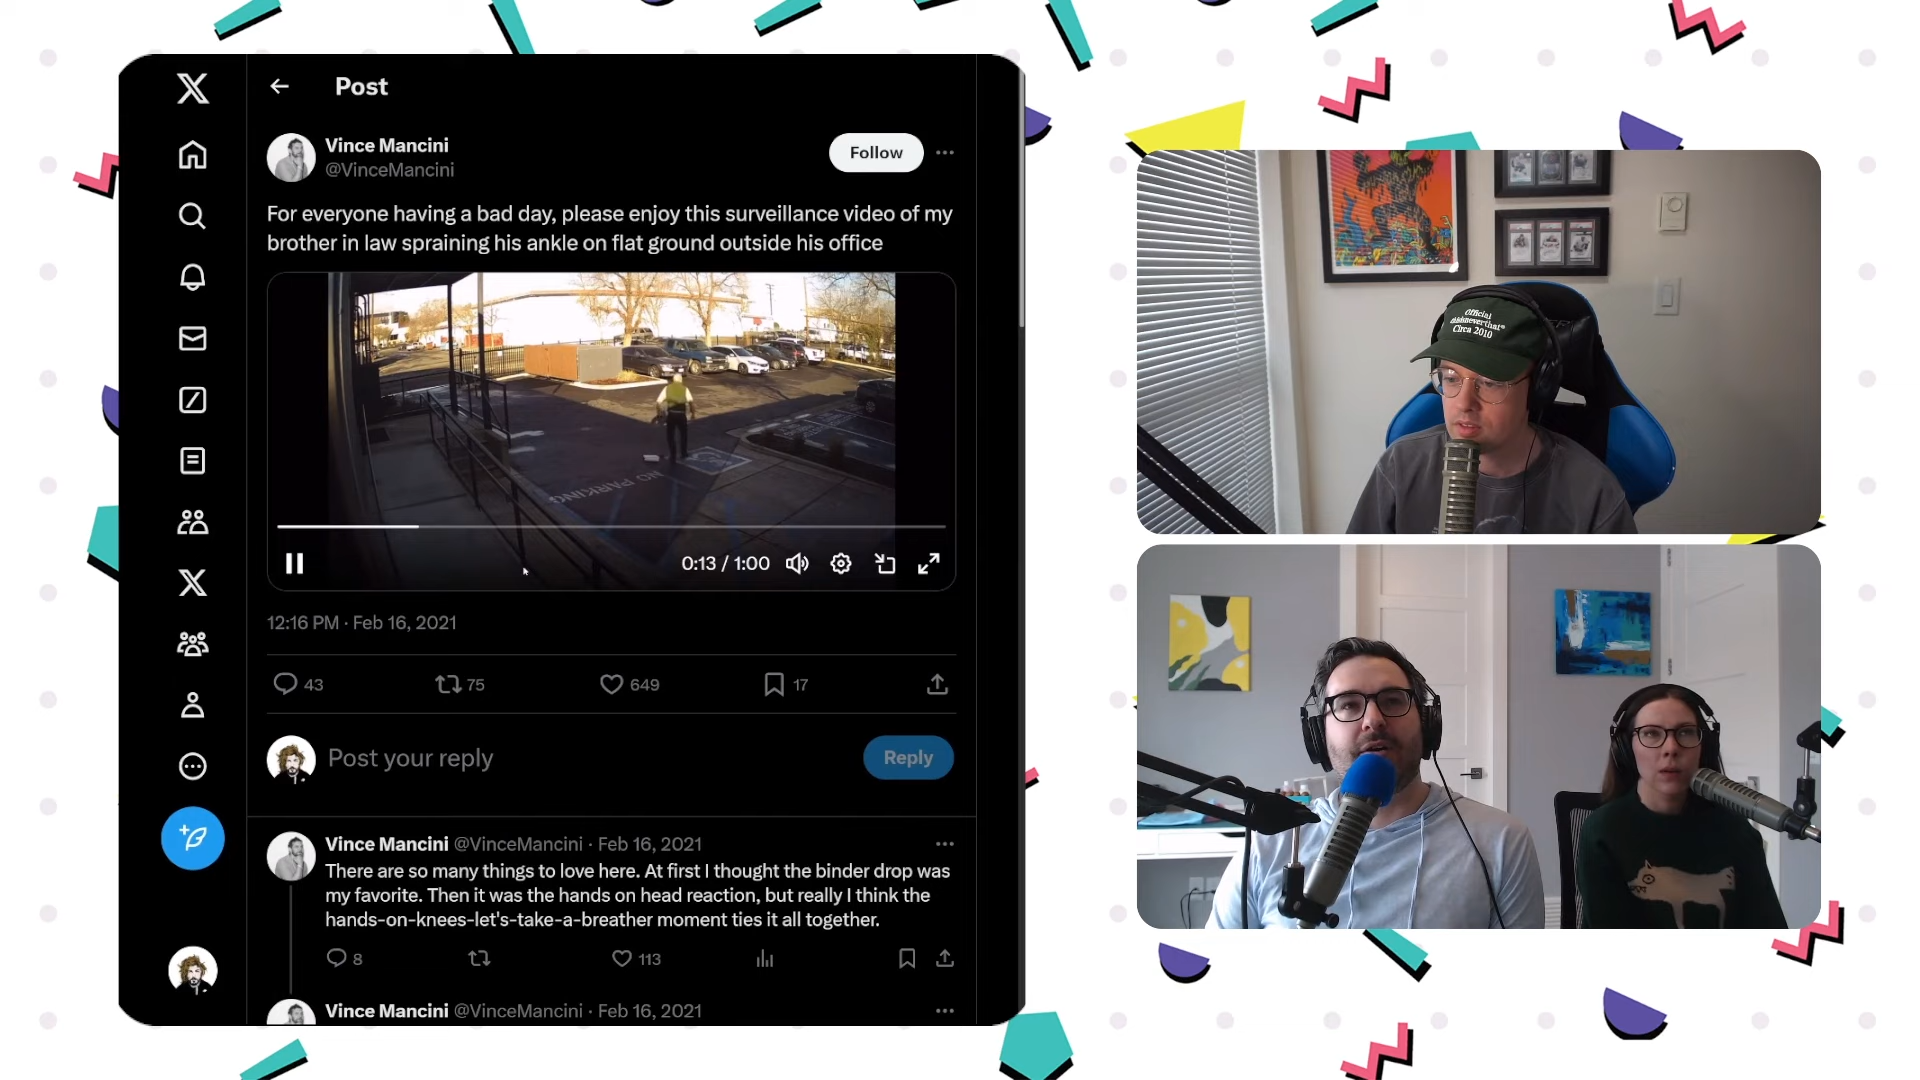 Post
Vince Mancini
@VinceMancini
Follow
For everyone having a bad day, please enjoy this surveillance video of my
brother in law spraining his ankle on flat ground outside his office
NO PARKING
0:13 / 1:00
12:16 PM · Feb 16, 2021
43
75
649
17
Post your reply
Reply
Vince Mancini @VinceMancini · Feb 16, 2021
There are so many things to love here. At first I thought the binder drop was
my favorite. Then it was the hands on head reaction, but really I think the
hands-on-knees-let's-take-a-breather moment ties it all together.
8
113
Vince Mancini @VinceMancini · Feb 16, 2021
Official
thisisneverthat®
Circa 2010